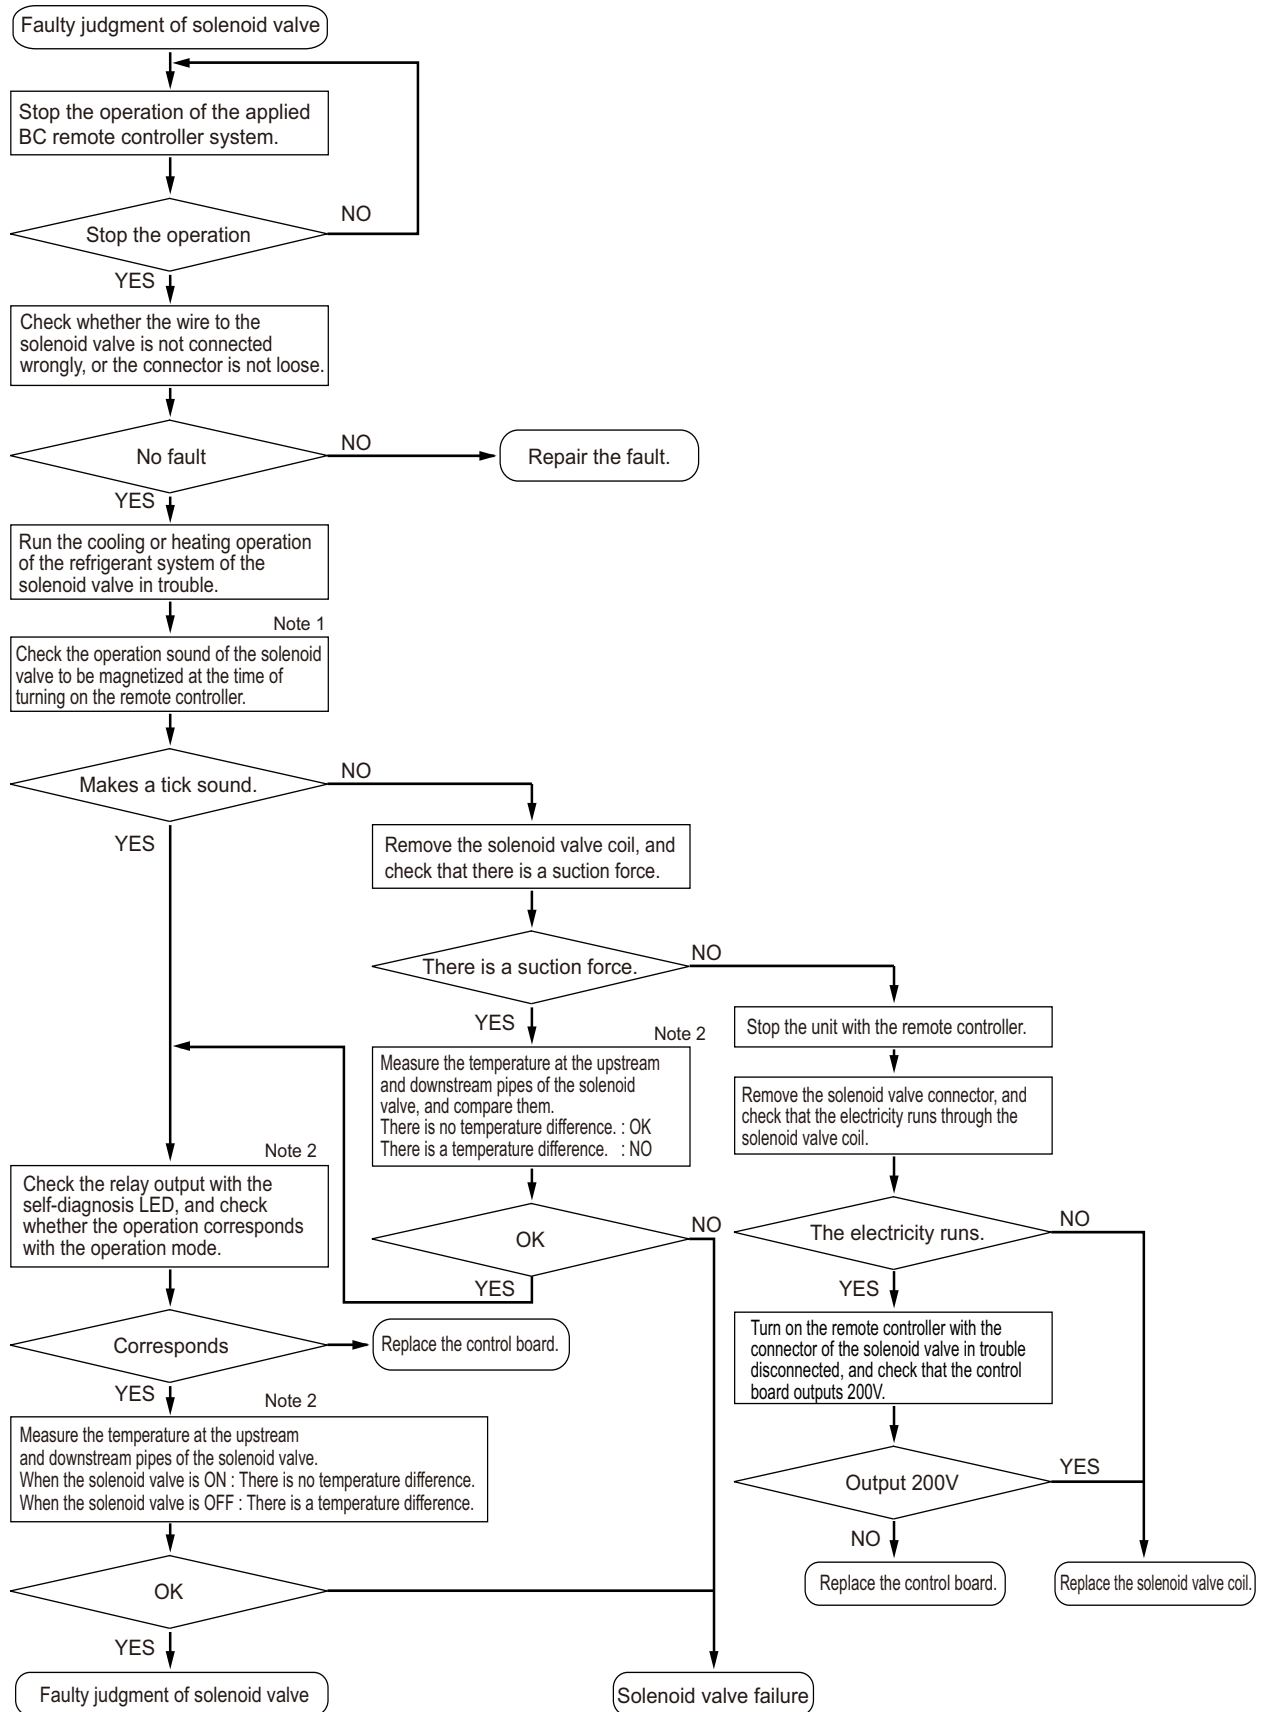 Faulty judgment of solenoid valve
Stop the operation of the applied
BC remote controller system.
Stop the operation
NO
YES
Check whether the wire to the
solenoid valve is not connected
wrongly, or the connector is not loose.
No fault
NO
Repair the fault.
YES
Run the cooling or heating operation
of the refrigerant system of the
solenoid valve in trouble.
Note 1
Check the operation sound of the solenoid
valve to be magnetized at the time of
turning on the remote controller.
Makes a tick sound.
NO
YES
Remove the solenoid valve coil, and
check that there is a suction force.
There is a suction force.
NO
YES
Note 2
Measure the temperature at the upstream
and downstream pipes of the solenoid
valve, and compare them.
There is no temperature difference. : OK
There is a temperature difference. : NO
OK
NO
YES
Stop the unit with the remote controller.
Remove the solenoid valve connector, and
check that the electricity runs through the
solenoid valve coil.
The electricity runs.
NO
YES
Turn on the remote controller with the
connector of the solenoid valve in trouble
disconnected, and check that the control
board outputs 200V.
Output 200V
YES
NO
Replace the control board.
Replace the solenoid valve coil.
Note 2
Check the relay output with the
self-diagnosis LED, and check
whether the operation corresponds
with the operation mode.
Corresponds
Replace the control board.
YES
Note 2
Measure the temperature at the upstream
and downstream pipes of the solenoid valve.
When the solenoid valve is ON : There is no temperature difference.
When the solenoid valve is OFF : There is a temperature difference.
OK
YES
Faulty judgment of solenoid valve
Solenoid valve failure